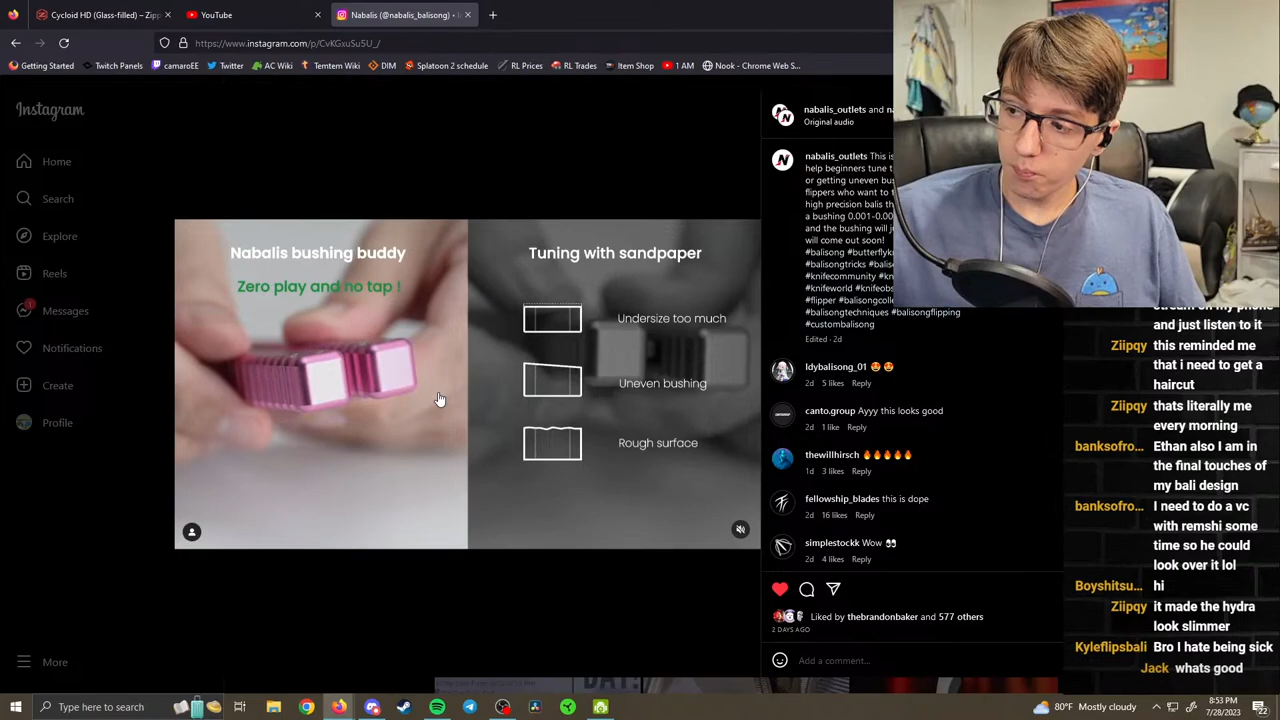 Cycloid HD (Glass-filled) – Zipp
YouTube
Nabalis (@nabalis_balisong) • I
https://www.instagram.com/p/CvKGxuSu5U_/
Getting Started
Twitch Panels
camaroEE
Twitter
AC Wiki
Temtem Wiki
DIM
Splatoon 2 schedule
RL Prices
RL Trades
Item Shop
1 AM
Nook - Chrome Web S...
Instagram
Home
Search
Explore
Reels
1
Messages
Notifications
Create
Profile
More
Nabalis bushing buddy
Zero play and no tap !
Tuning with sandpaper
Undersize too much
Uneven bushing
Rough surface
nabalis_outlets and
Original audio
nabalis_outlets This is
help beginners tune t
or getting uneven bus
flippers who want to
high precision balis th
a bushing 0.001-0.00
and the bushing will ju
will come out soon!
#balisong #butterflykn
#balisongtricks #balis
#knifecommunity #kn
#knifeworld #knifeobs
#flipper #balisongcolle
#balisongtechniques #balisongflipping
#custombalisong
Edited · 2d
ldybalisong_01 😍 😍
2d 5 likes Reply
canto.group Ayyy this looks good
2d 1 like Reply
thewillhirsch 🔥🔥🔥🔥🔥
1d 3 likes Reply
fellowship_blades this is dope
2d 16 likes Reply
simplestockk Wow 👀
2d 4 likes Reply
Liked by thebrandonbaker and 577 others
2 DAYS AGO
Add a comment...
stream on my phone
and just listen to it
Ziipqy this reminded me
that i need to get a
haircut
Ziipqy thats literally me
every morning
banksofro... Ethan also I am in
the final touches of
my bali design
banksofro... I need to do a vc
with remshi some
time so he could
look over it lol
Boyshitsu... hi
Ziipqy it made the hydra
look slimmer
Kyleflipsbali Bro I hate being sick
Jack whats good
Type here to search
80°F Mostly cloudy
8:53 PM
7/28/2023
22